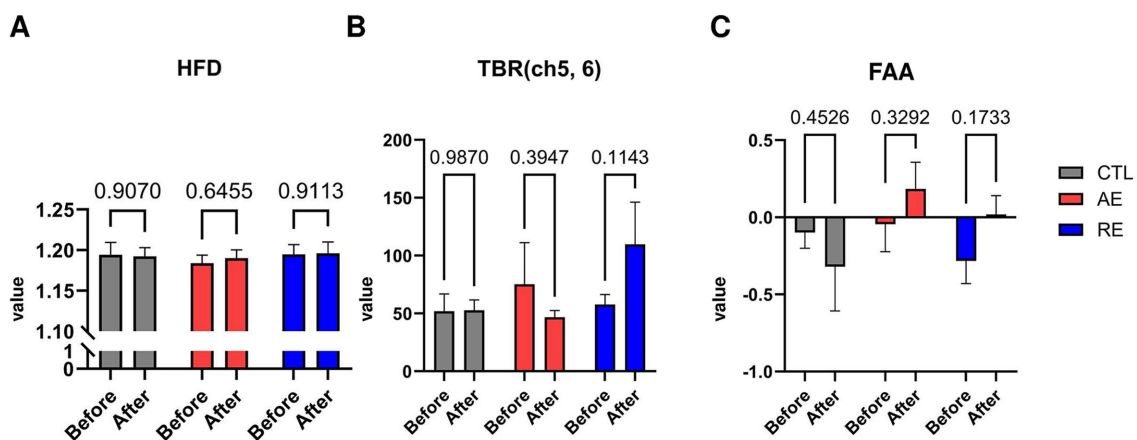 A
HFD
0.9070 0.6455 0.9113
1.25
1.20
1.15
1.10
1
0
value
Before After Before After Before After
B
TBR(ch5, 6)
200
0.9870 0.3947 0.1143
150
100
50
0
value
Before After Before After Before After
C
FAA
0.4526 0.3292 0.1733
0.5
0.0
-0.5
-1.0
value
Before After Before After Before After
CTL
AE
RE